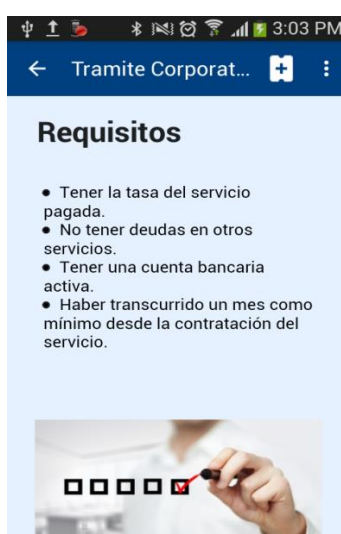 3:03 PM
Tramite Corporat...
Requisitos
• Tener la tasa del servicio
pagada.
• No tener deudas en otros
servicios.
• Tener una cuenta bancaria
activa.
• Haber transcurrido un mes como
mínimo desde la contratación del
servicio.